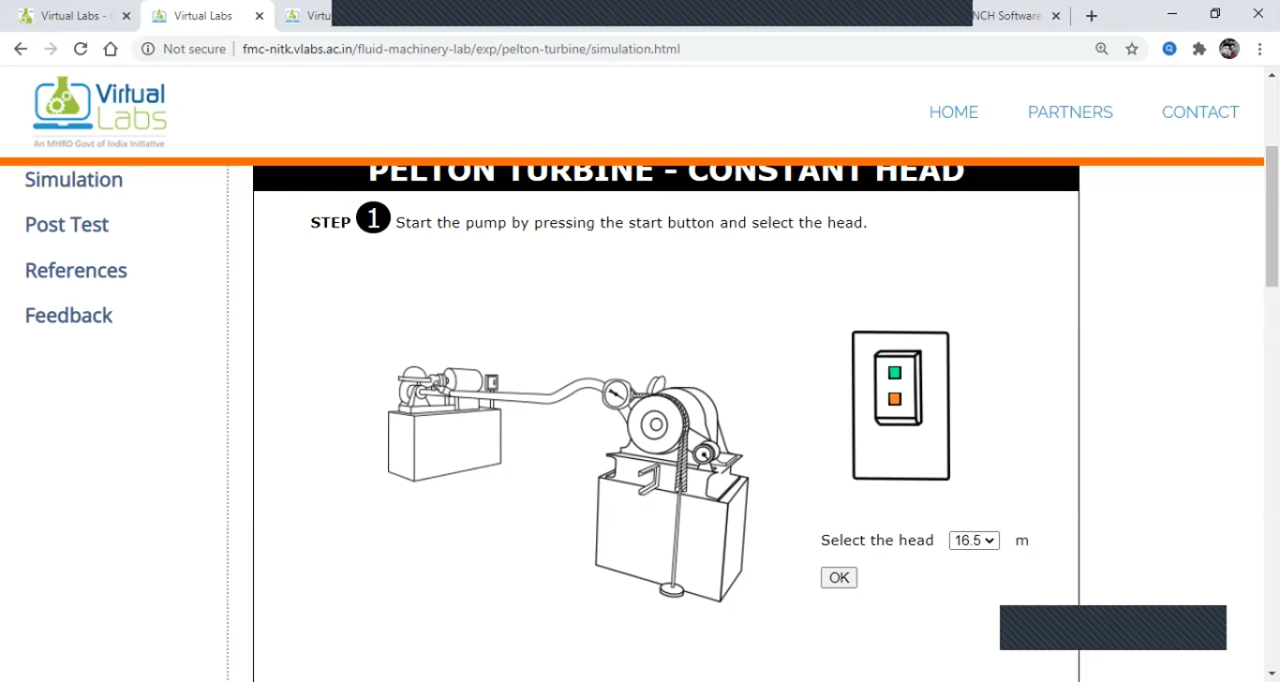 Virtual Labs - Virtual Labs Virtu NCH Software
Not secure fmc-nitk.vlabs.ac.in/fluid-machinery-lab/exp/pelton-turbine/simulation.html
Virtual
Labs
An MHRD Govt of India Initiative
HOME PARTNERS CONTACT
Simulation
Post Test
References
Feedback
PELTON TURBINE - CONSTANT HEAD
STEP 1 Start the pump by pressing the start button and select the head.
Select the head 16.5 m
OK